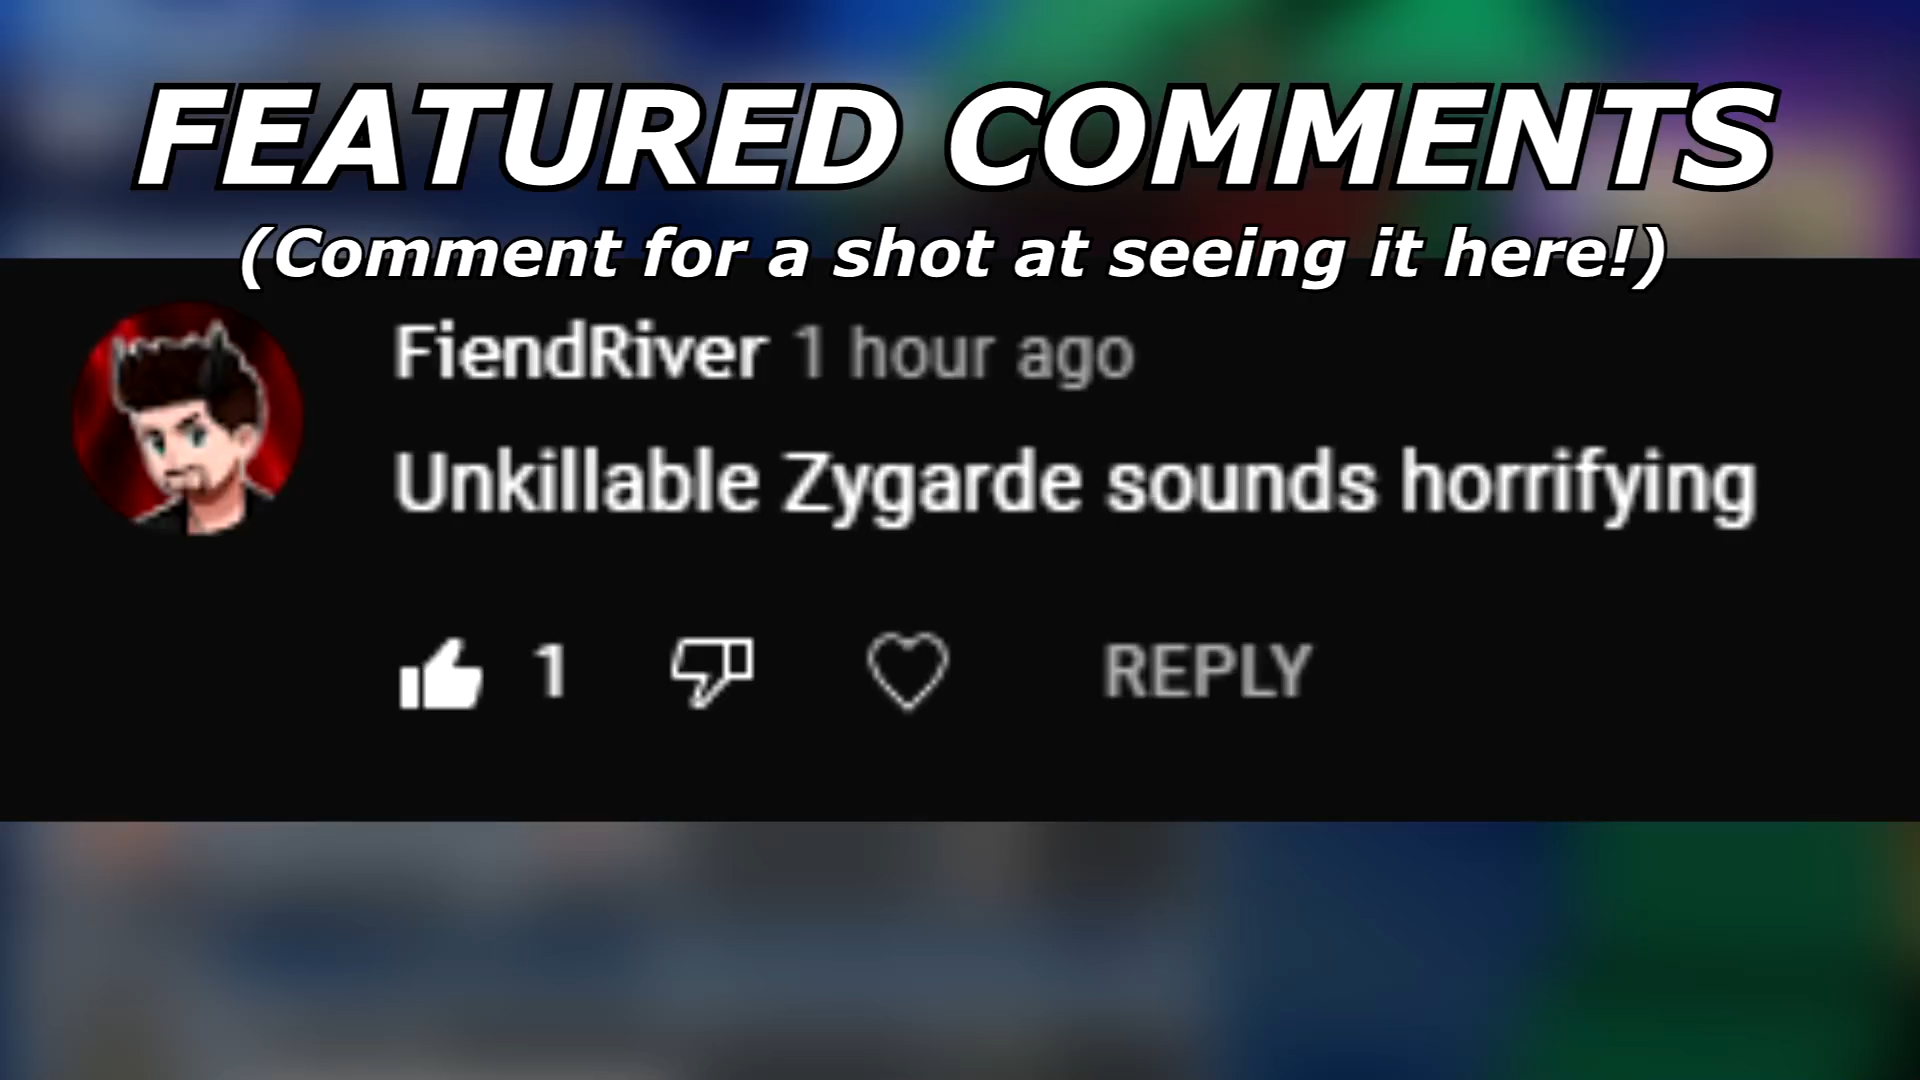 FEATURED COMMENTS
(Comment for a shot at seeing it here!)
FiendRiver 1 hour ago
Unkillable Zygarde sounds horrifying
1 REPLY